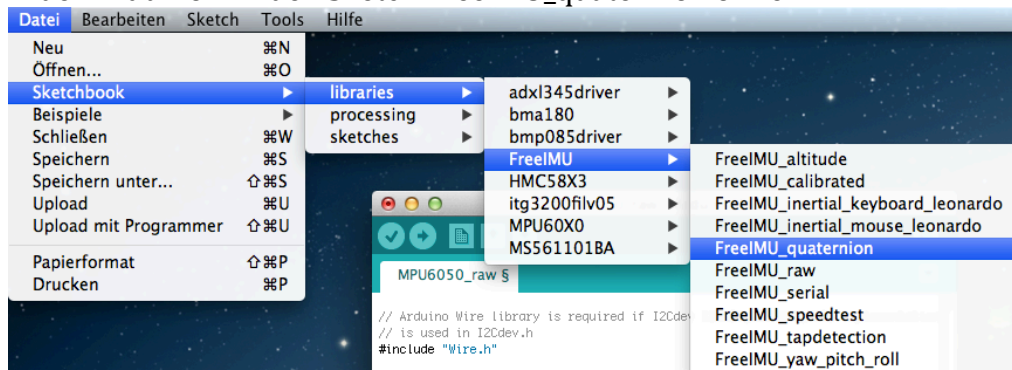 Datei Bearbeiten Sketch Tools Hilfe
Neu ⌘N
Öffnen... ⌘O
Sketchbook
Beispiele
Schließen ⌘W
Speichern ⌘S
Speichern unter... ⇧⌘S
Upload ⌘U
Upload mit Programmer ⇧⌘U
Papierformat ⇧⌘P
Drucken ⌘P
libraries
processing
sketches
adxl345driver
bma180
bmp085driver
FreeIMU
HMC58X3
itg3200filv05
MPU60X0
MS561101BA
FreeIMU_altitude
FreeIMU_calibrated
FreeIMU_inertial_keyboard_leonardo
FreeIMU_inertial_mouse_leonardo
FreeIMU_quaternion
FreeIMU_raw
FreeIMU_serial
FreeIMU_speedtest
FreeIMU_tapdetection
FreeIMU_yaw_pitch_roll
MPU6050_raw §
// Arduino Wire library is required if I2Cdev
// is used in I2Cdev.h
#include "Wire.h"